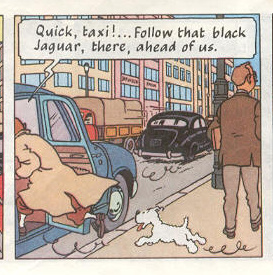 Quick, taxi!...Follow that black
Jaguar, there, ahead of us.